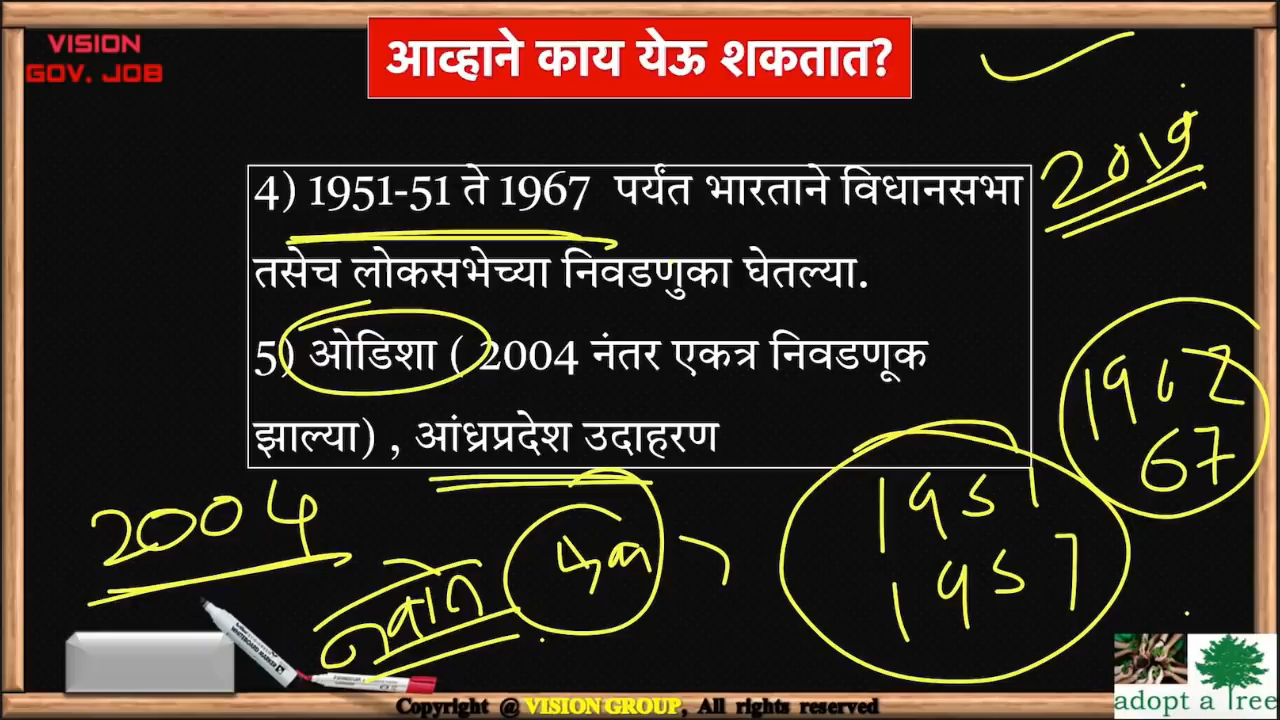 VISION
GOV. JOB
आव्हाने काय येऊ शकतात?
2019
4) 1951-51 ते 1967 पर्यंत भारताने विधानसभा
तसेच लोकसभेच्या निवडणुका घेतल्या.
5) ओडिशा ( 2004 नंतर एकत्र निवडणूक
झाल्या) , आंध्रप्रदेश उदाहरण
1962
67
1951
1957
2004
नवीन
adopt a tree
Copyright @ VISION GROUP, All rights reserved